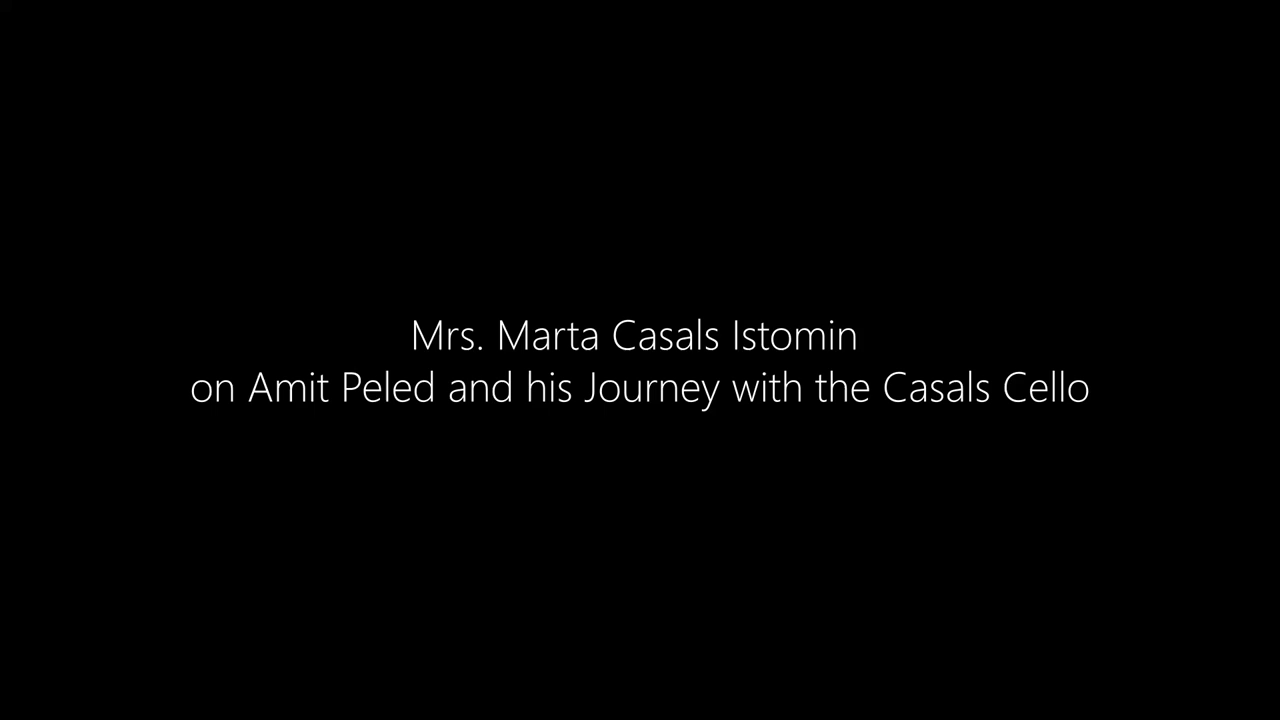 Mrs. Marta Casals Istomin
on Amit Peled and his Journey with the Casals Cello